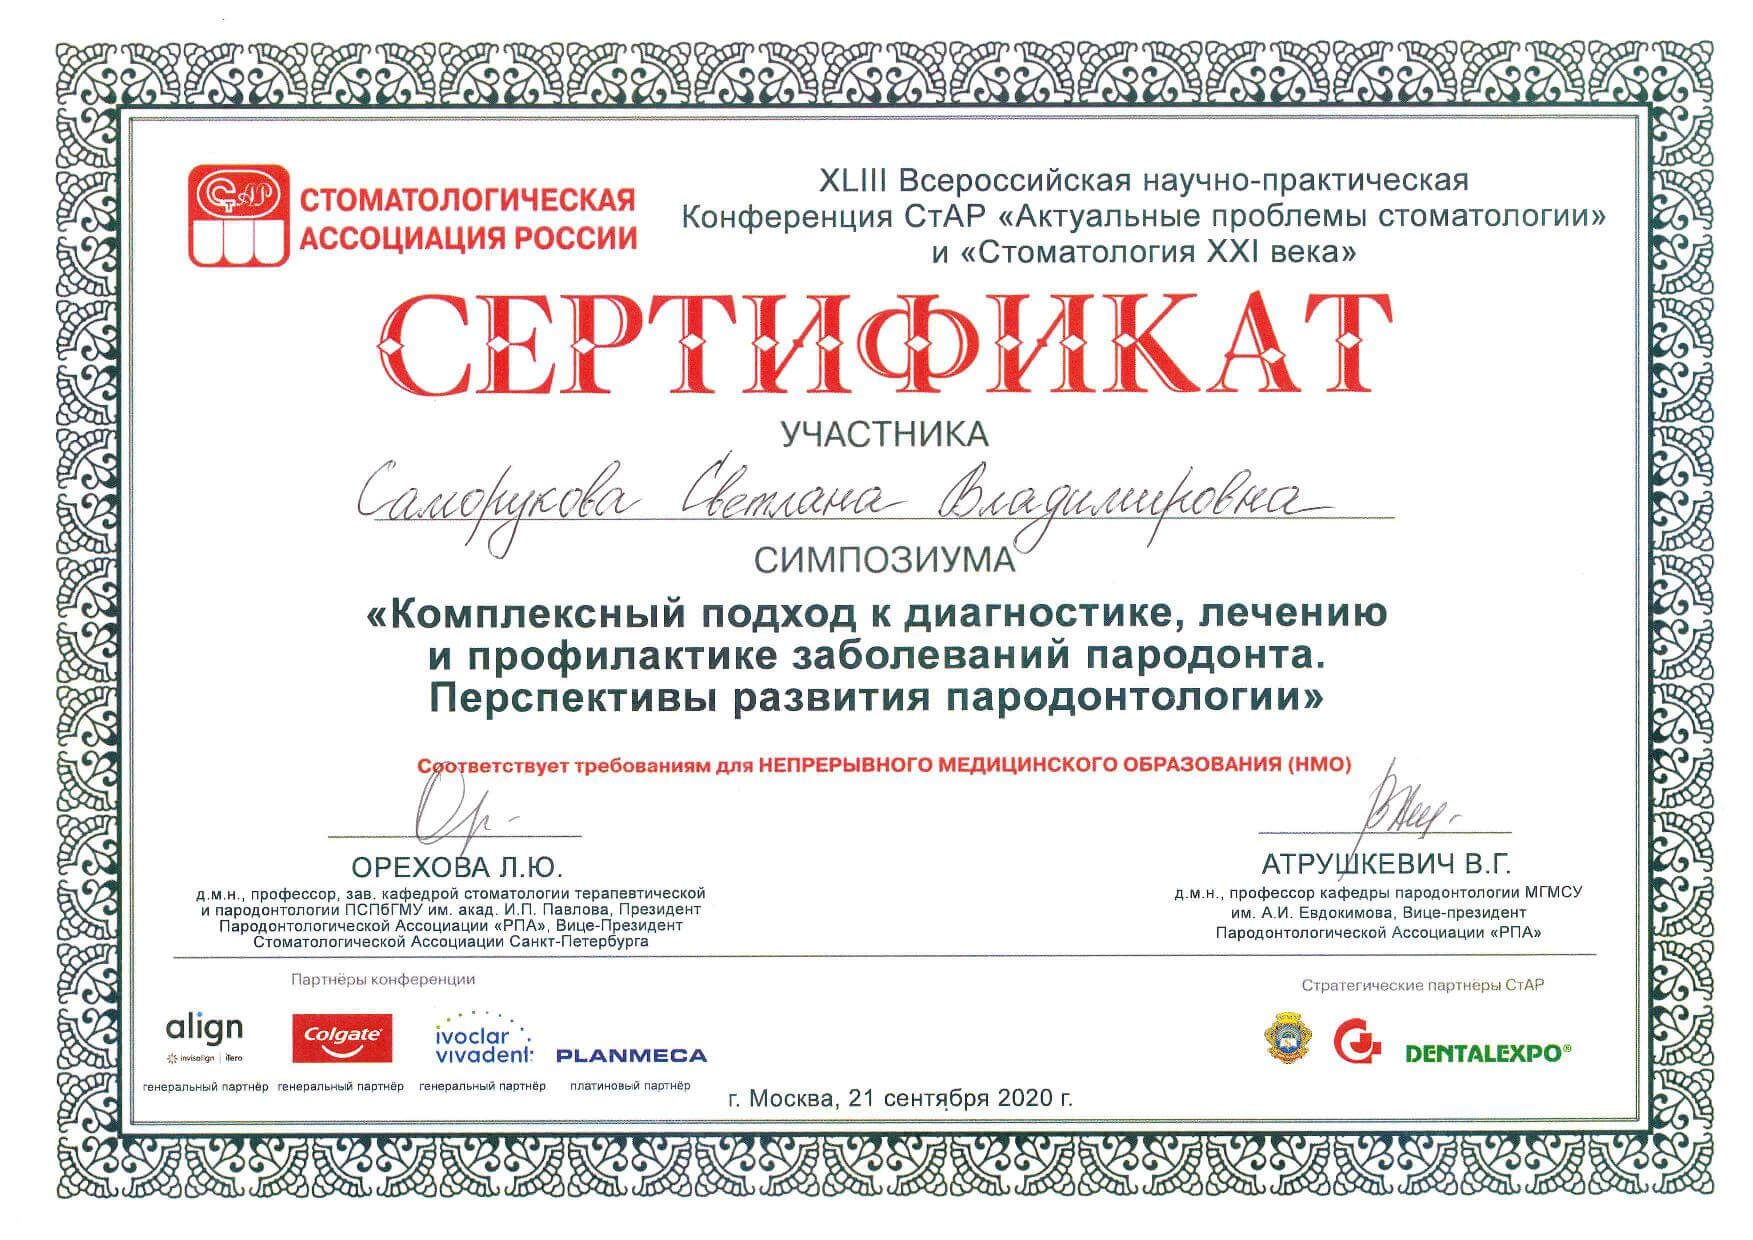 СтАР
СТОМАТОЛОГИЧЕСКАЯ
АССОЦИАЦИЯ РОССИИ
XLIII Всероссийская научно-практическая
Конференция СтАР «Актуальные проблемы стоматологии»
и «Стоматология XXI века»
СЕРТИФИКАТ
УЧАСТНИКА
Саморукова Светлана Владимировна
СИМПОЗИУМА
«Комплексный подход к диагностике, лечению
и профилактике заболеваний пародонта.
Перспективы развития пародонтологии»
Соответствует требованиям для НЕПРЕРЫВНОГО МЕДИЦИНСКОГО ОБРАЗОВАНИЯ (НМО)
ОРЕХОВА Л.Ю.
д.м.н., профессор, зав. кафедрой стоматологии терапевтической
и пародонтологии ПСПбГМУ им. акад. И.П. Павлова, Президент
Пародонтологической Ассоциации «РПА», Вице-Президент
Стоматологической Ассоциации Санкт-Петербурга
АТРУШКЕВИЧ В.Г.
д.м.н., профессор кафедры пародонтологии МГМСУ
им. А.И. Евдокимова, Вице-президент
Пародонтологической Ассоциации «РПА»
Партнёры конференции
align
invisalign | iTero
генеральный партнёр
Colgate
генеральный партнёр
ivoclar
vivadent
генеральный партнёр
PLANMECA
платиновый партнёр
Стратегические партнёры СтАР
DENTALEXPO®
г. Москва, 21 сентября 2020 г.